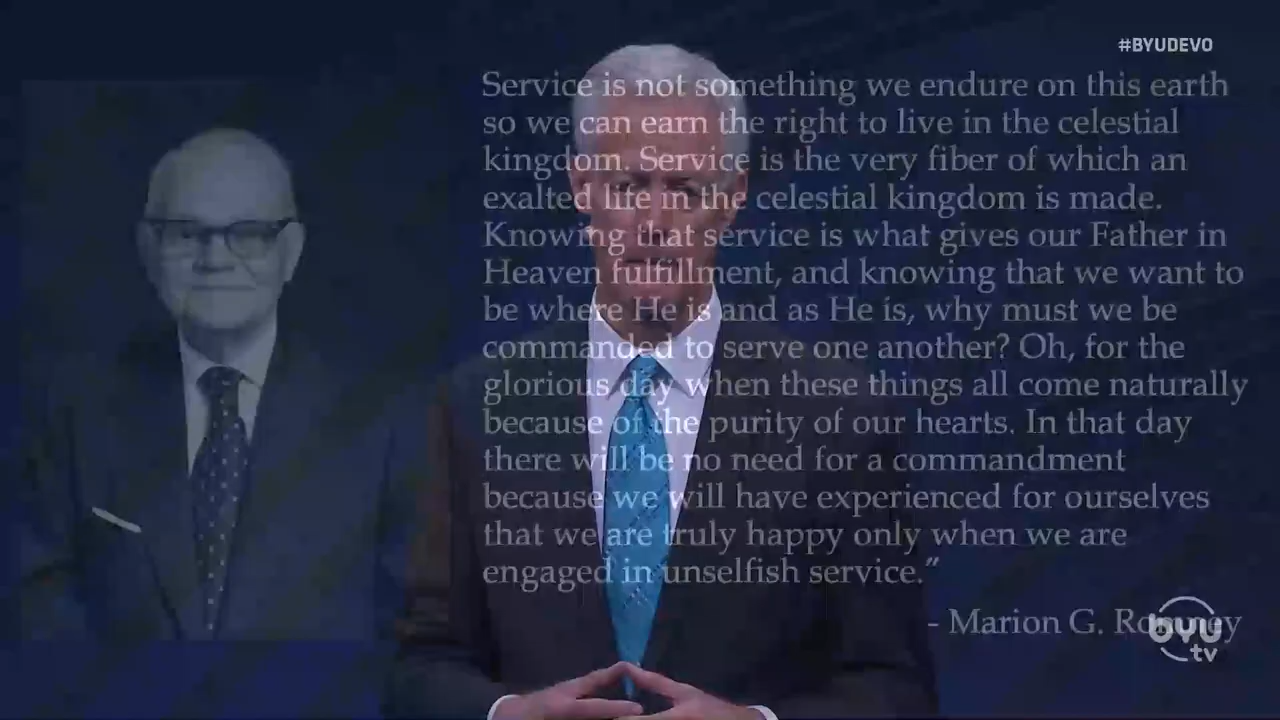 #BYUDEVO
Service is not something we endure on this earth
so we can earn the right to live in the celestial
kingdom. Service is the very fiber of which an
exalted life in the celestial kingdom is made.
Knowing that service is what gives our Father in
Heaven fulfillment, and knowing that we want to
be where He is and as He is, why must we be
commanded to serve one another? Oh, for the
glorious day when these things all come naturally
because of the purity of our hearts. In that day
there will be no need for a commandment
because we will have experienced for ourselves
that we are truly happy only when we are
engaged in unselfish service.”
- Marion G. Romney
byu
tv